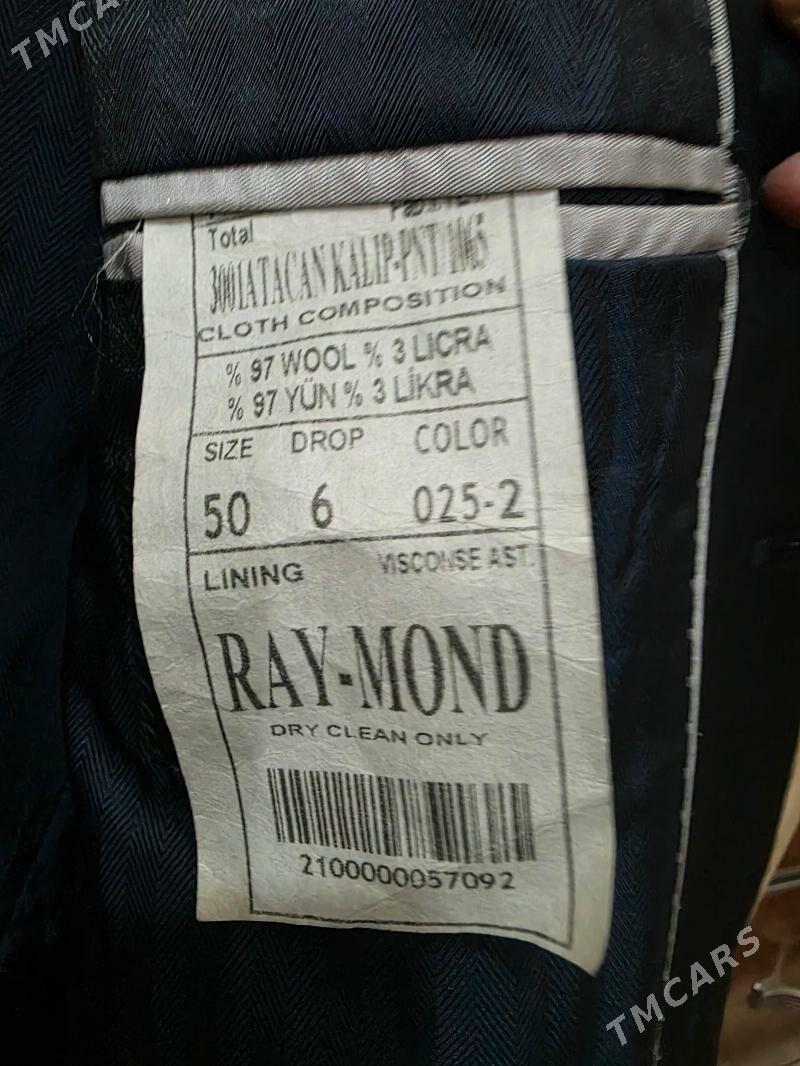 TMCARS
Total
3001ATACAN KALIP-PNT/1065
CLOTH COMPOSITION
% 97 WOOL % 3 LICRA
% 97 YÜN % 3 LİKRA
SIZE DROP COLOR
50 6 025-2
LINING VISCONSE AST.
RAY-MOND
DRY CLEAN ONLY
2100000057092
TMCARS